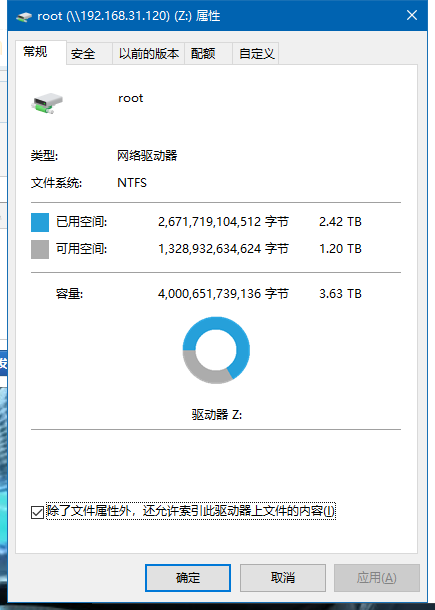 root (\\192.168.31.120) (Z:) 属性
常规 安全 以前的版本 配额 自定义
root
类型: 网络驱动器
文件系统: NTFS
已用空间: 2,671,719,104,512 字节 2.42 TB
可用空间: 1,328,932,634,624 字节 1.20 TB
容量: 4,000,651,739,136 字节 3.63 TB
驱动器 Z:
除了文件属性外，还允许索引此驱动器上文件的内容(I)
确定 取消 应用(A)